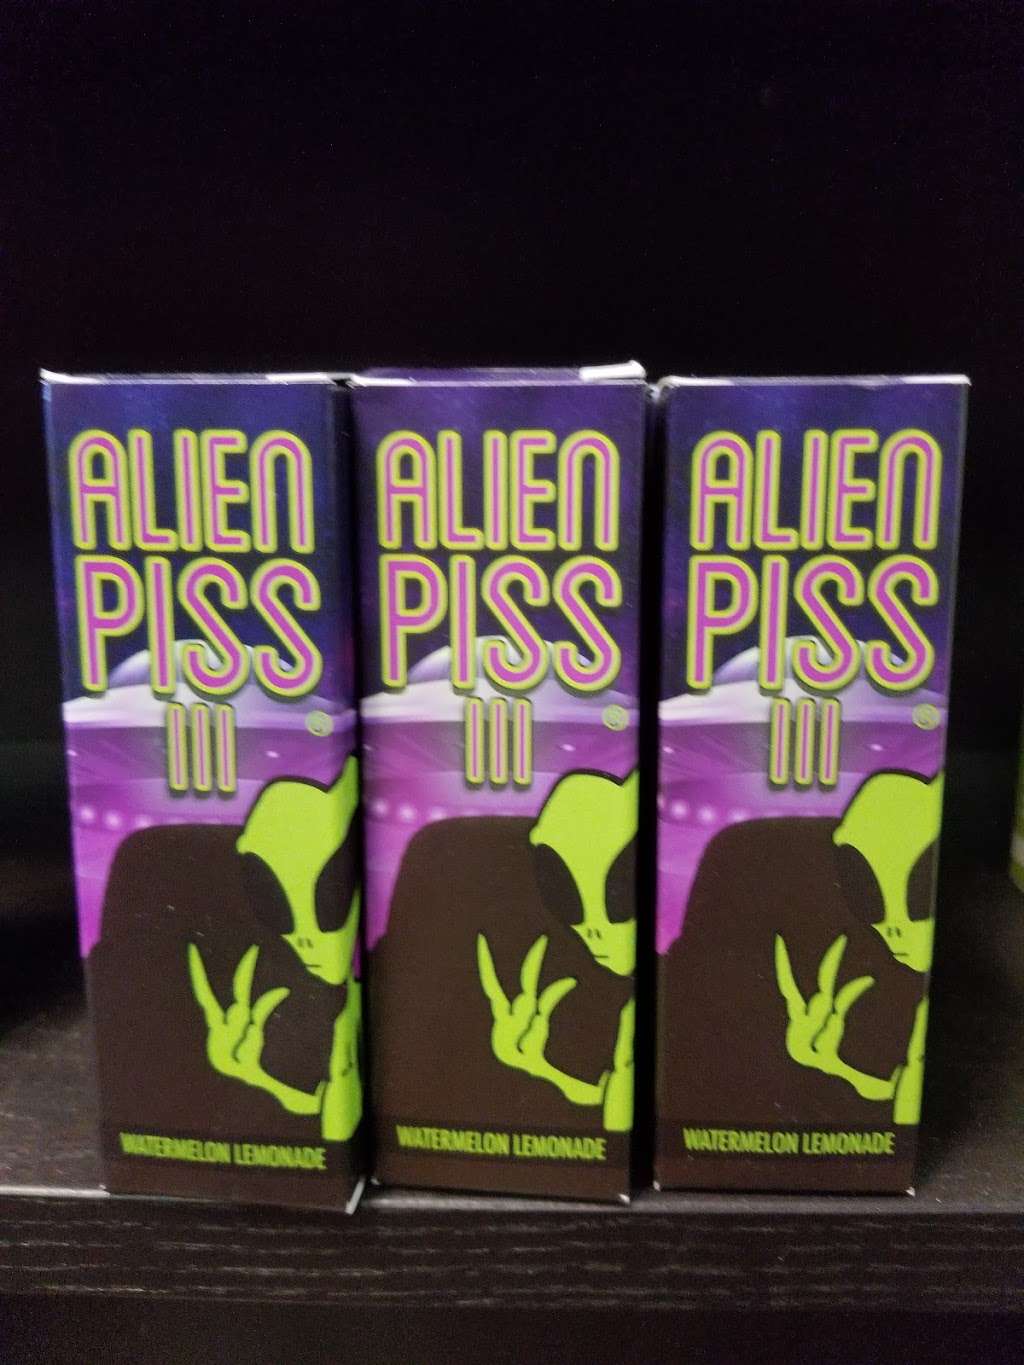 ALIEN
PISS
III
®
WATERMELON LEMONADE
ALIEN
PISS
III
®
WATERMELON LEMONADE
ALIEN
PISS
III
®
WATERMELON LEMONADE